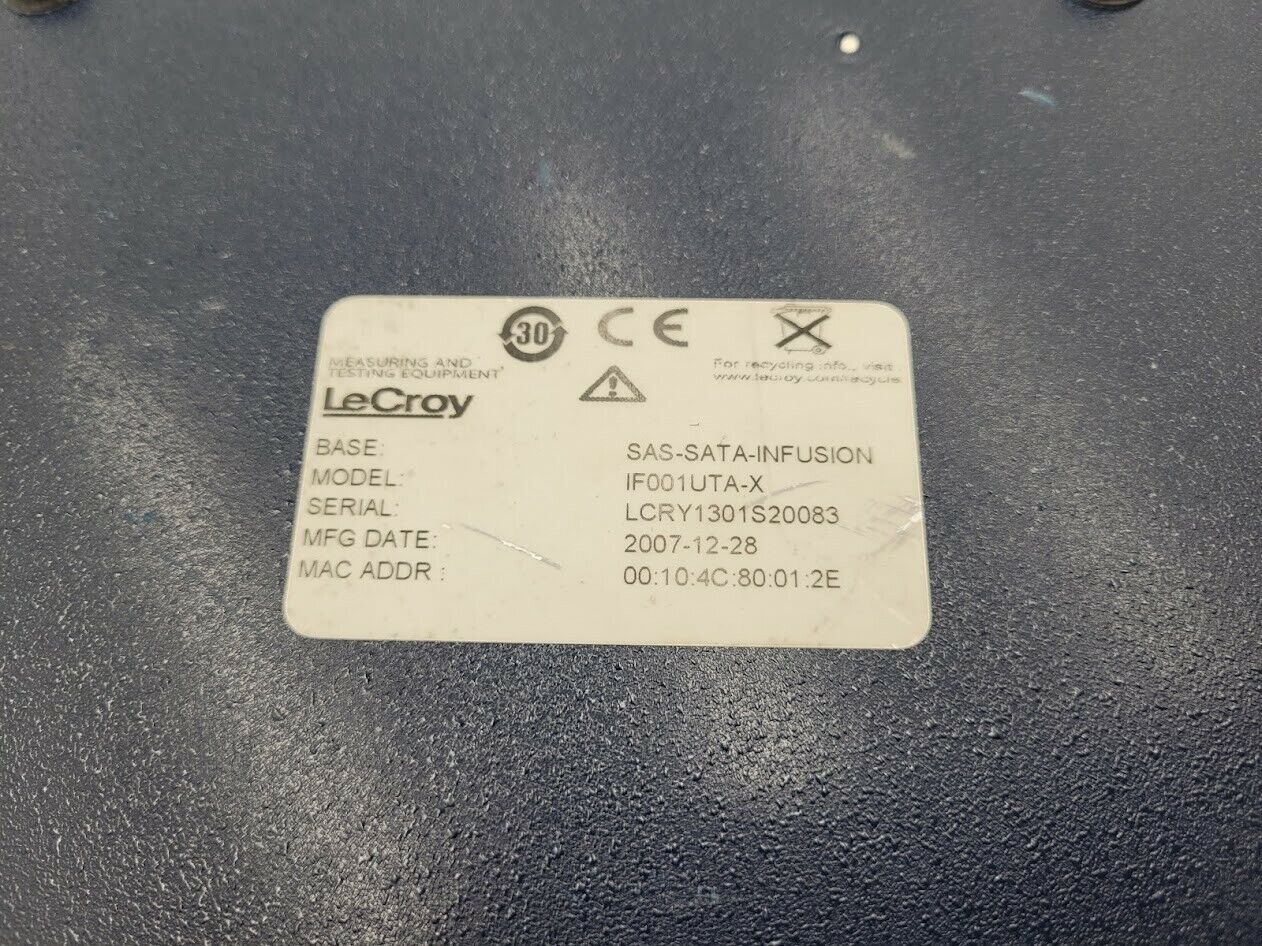 30 CE
MEASURING AND
TESTING EQUIPMENT
For recycling info., visit
www.lecroy.com/recycle
LeCroy
BASE: SAS-SATA-INFUSION
MODEL: IF001UTA-X
SERIAL: LCRY1301S20083
MFG DATE: 2007-12-28
MAC ADDR : 00:10:4C:80:01:2E